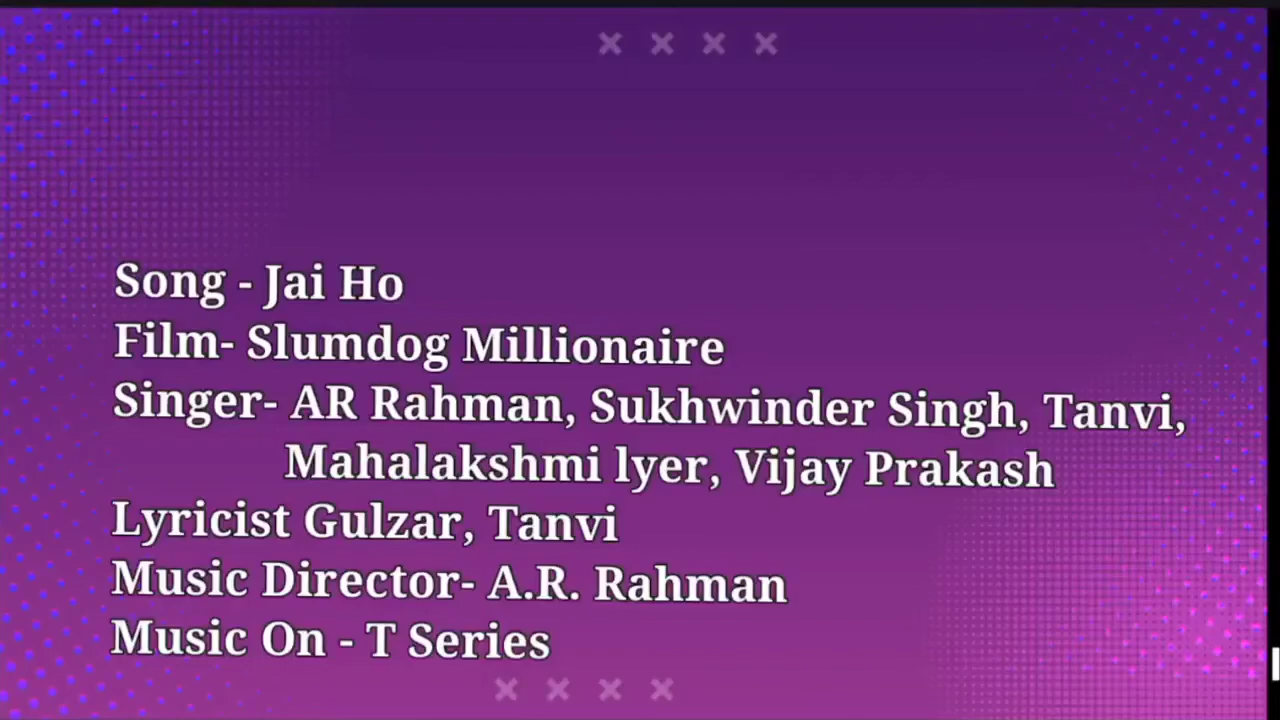 Song - Jai Ho
Film- Slumdog Millionaire
Singer- AR Rahman, Sukhwinder Singh, Tanvi,
Mahalakshmi lyer, Vijay Prakash
Lyricist Gulzar, Tanvi
Music Director- A.R. Rahman
Music On - T Series